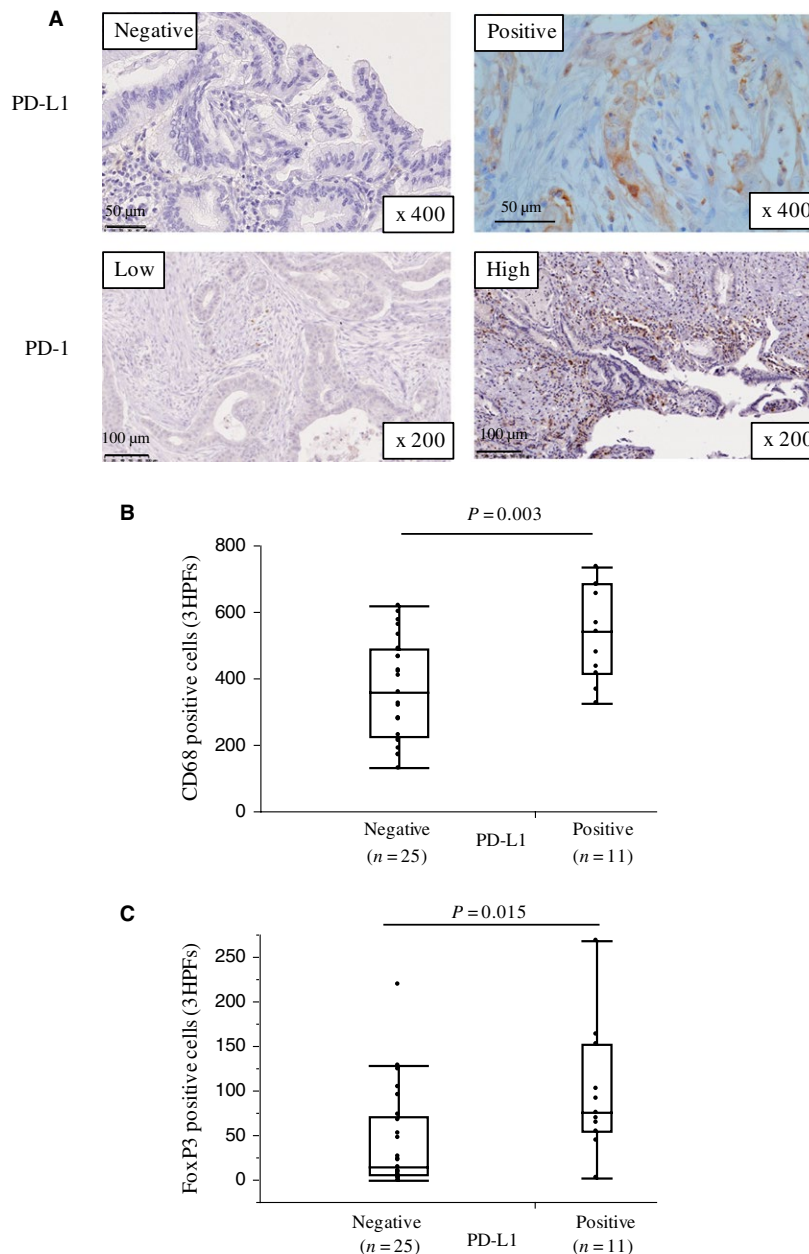 A
Negative
Positive
PD-L1
50 μm
x 400
50 μm
x 400
Low
High
PD-1
100 μm
x 200
100 μm
x 200
B
P = 0.003
CD68 positive cells (3HPFs)
800
600
400
200
0
Negative
(n = 25)
PD-L1
Positive
(n = 11)
C
P = 0.015
FoxP3 positive cells (3HPFs)
250
200
150
100
50
0
Negative
(n = 25)
PD-L1
Positive
(n = 11)